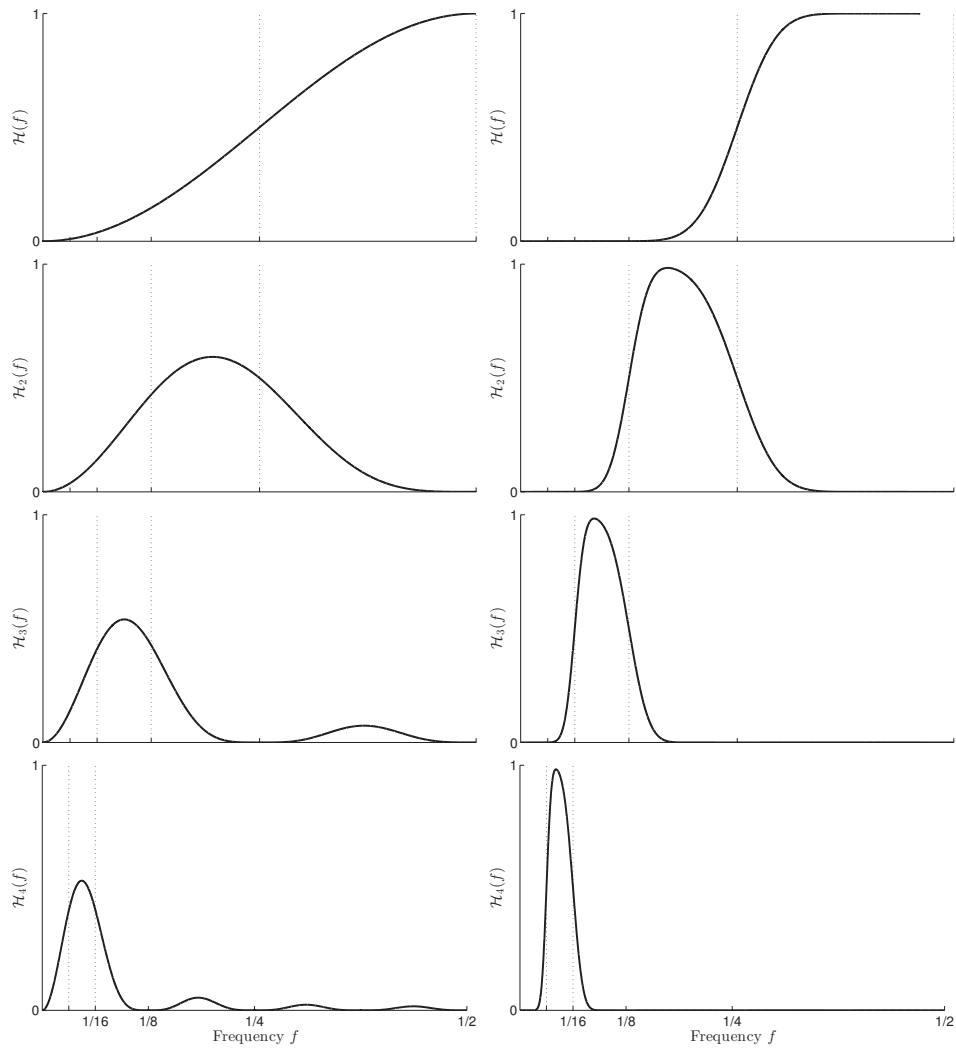 1
ℋ(f)
0
1
ℋ(f)
0
1
ℋ₂(f)
0
1
ℋ₂(f)
0
1
ℋ₃(f)
0
1
ℋ₃(f)
0
1
ℋ₄(f)
0
1/16 1/8 1/4 1/2
Frequency f
1
ℋ₄(f)
0
1/16 1/8 1/4 1/2
Frequency f